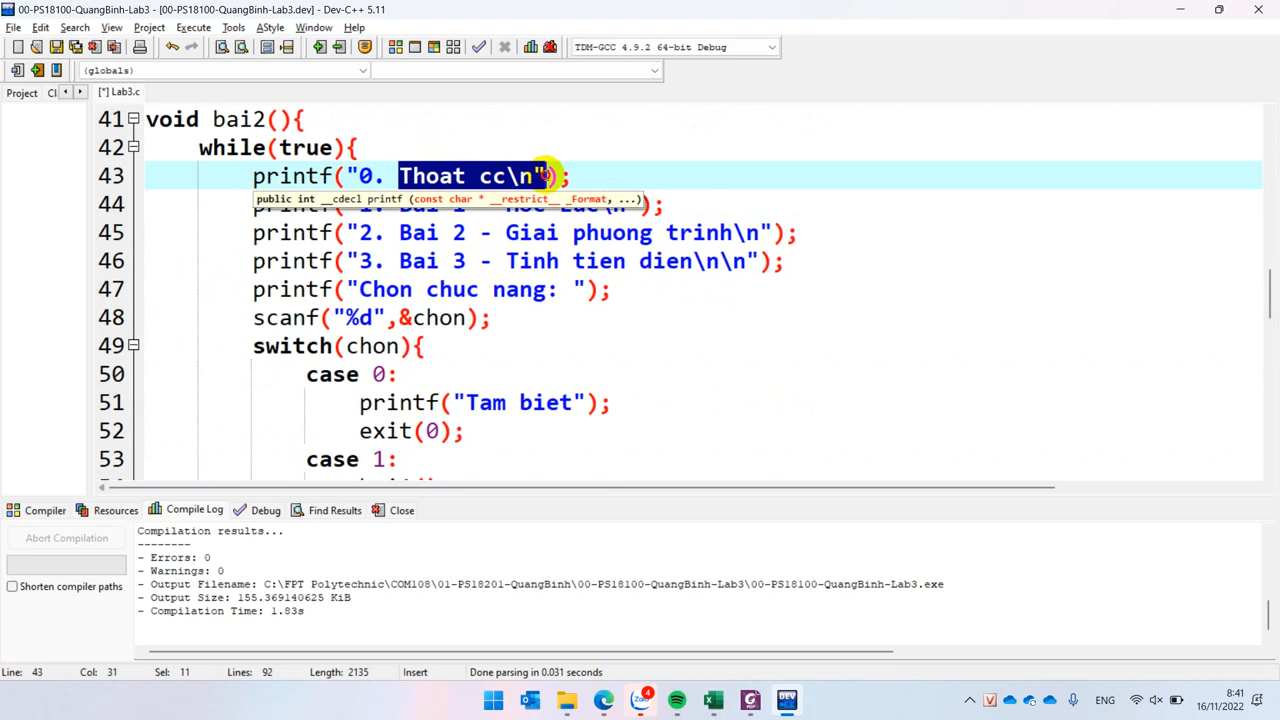 00-PS18100-QuangBinh-Lab3 - [00-PS18100-QuangBinh-Lab3.dev] - Dev-C++ 5.11
File Edit Search View Project Execute Tools AStyle Window Help
TDM-GCC 4.9.2 64-bit Debug
(globals)
Project Cl [*] Lab3.c
41 void bai2(){
42 while(true){
43 printf("0. Thoat cc\n");
public int __cdecl printf (const char * __restrict__ _Format, ...)
44
45 printf("2. Bai 2 - Giai phuong trinh\n");
46 printf("3. Bai 3 - Tinh tien dien\n\n");
47 printf("Chon chuc nang: ");
48 scanf("%d",&chon);
49 switch(chon){
50 case 0:
51 printf("Tam biet");
52 exit(0);
53 case 1:
Compiler Resources Compile Log Debug Find Results Close
Abort Compilation
Shorten compiler paths
Compilation results...
--------
- Errors: 0
- Warnings: 0
- Output Filename: C:\FPT Polytechnic\COM108\01-PS18201-QuangBinh\00-PS18100-QuangBinh-Lab3\00-PS18100-QuangBinh-Lab3.exe
- Output Size: 155.369140625 KiB
- Compilation Time: 1.83s
Line: 43 Col: 31 Sel: 11 Lines: 92 Length: 2135 Insert Done parsing in 0.031 seconds
Zalo 4 DEV ENG 8:41
16/11/2022